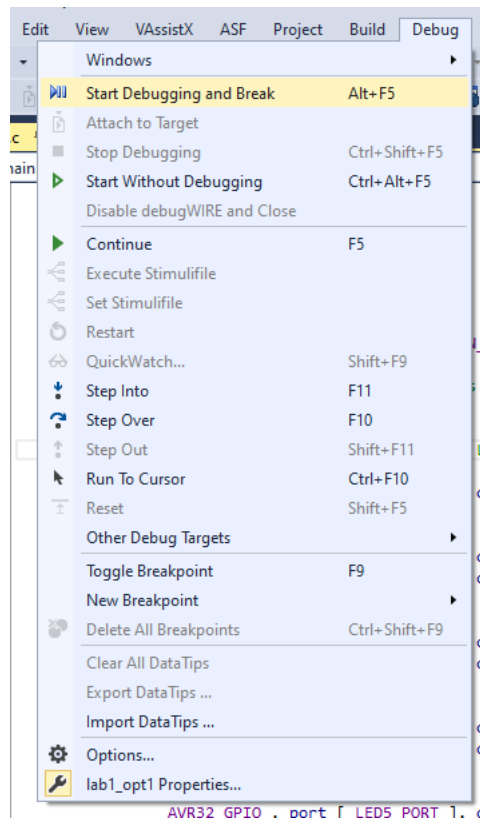 Edit View VAssistX ASF Project Build Debug
Windows
Start Debugging and Break Alt+F5
Attach to Target
.c
Stop Debugging Ctrl+Shift+F5
Start Without Debugging Ctrl+Alt+F5
Disable debugWIRE and Close
Continue F5
Execute Stimulifile
Set Stimulifile
Restart
QuickWatch... Shift+F9
Step Into F11
Step Over F10
Step Out Shift+F11
Run To Cursor Ctrl+F10
Reset Shift+F5
Other Debug Targets
Toggle Breakpoint F9
New Breakpoint
Delete All Breakpoints Ctrl+Shift+F9
Clear All DataTips
Export DataTips ...
Import DataTips ...
Options...
lab1_opt1 Properties...
AVR32_GPIO . port [ LED5_PORT ].